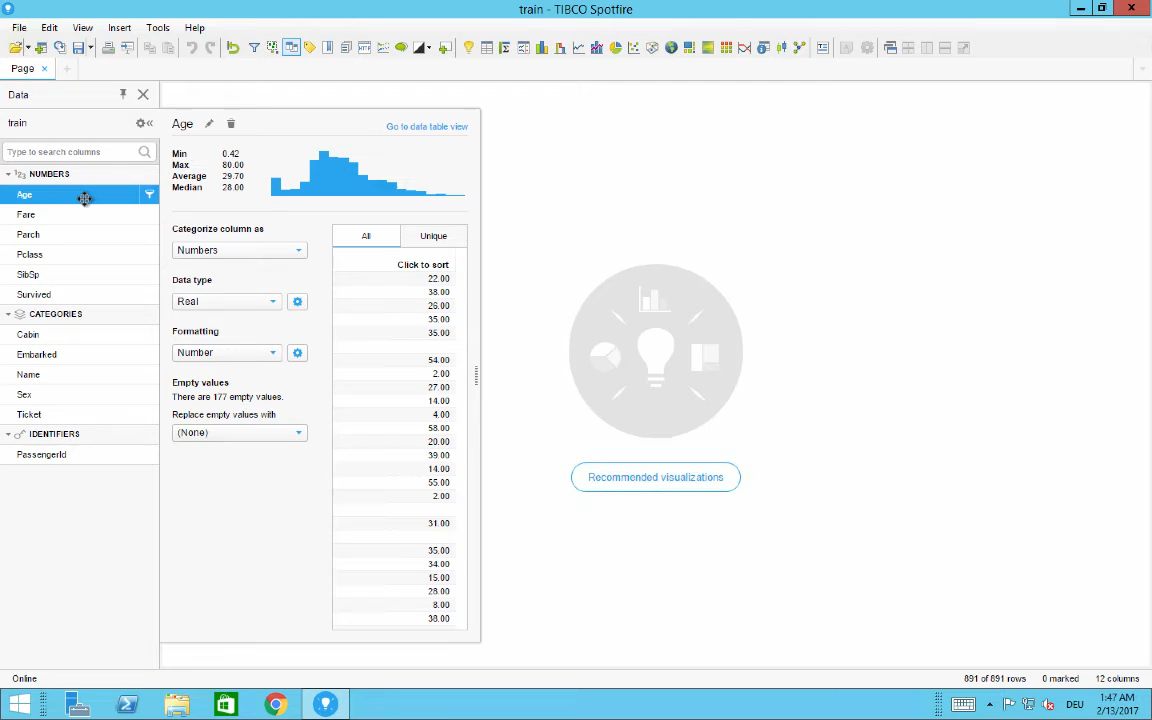 train - TIBCO Spotfire
File Edit View Insert Tools Help
Page
Data
train
Type to search columns
NUMBERS
Age
Fare
Parch
Pclass
SibSp
Survived
CATEGORIES
Cabin
Embarked
Name
Sex
Ticket
IDENTIFIERS
PassengerId
Age
Go to data table view
Min 0.42
Max 80.00
Average 29.70
Median 28.00
Categorize column as
Numbers
Data type
Real
Formatting
Number
Empty values
There are 177 empty values.
Replace empty values with
(None)
All Unique
Click to sort
22.00
38.00
26.00
35.00
35.00
54.00
2.00
27.00
14.00
4.00
58.00
20.00
39.00
14.00
55.00
2.00
31.00
35.00
34.00
15.00
28.00
8.00
38.00
Recommended visualizations
Online
891 of 891 rows 0 marked 12 columns
DEU
1:47 AM
2/13/2017